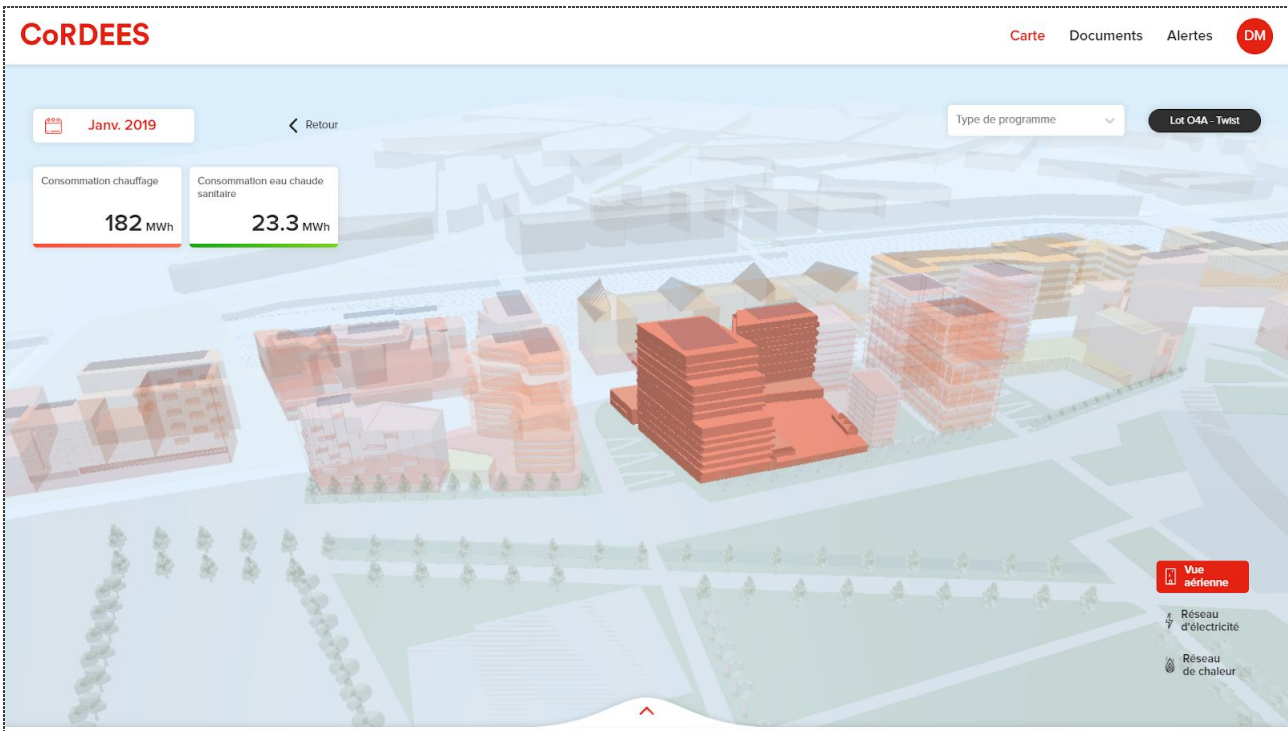 CoRDEES
Carte
Documents
Alertes
DM
Janv. 2019
Retour
Type de programme
Lot O4A - Twist
Consommation chauffage
182 MWh
Consommation eau chaude
sanitaire
23.3 MWh
Vue
aérienne
Réseau
d'électricité
Réseau
de chaleur